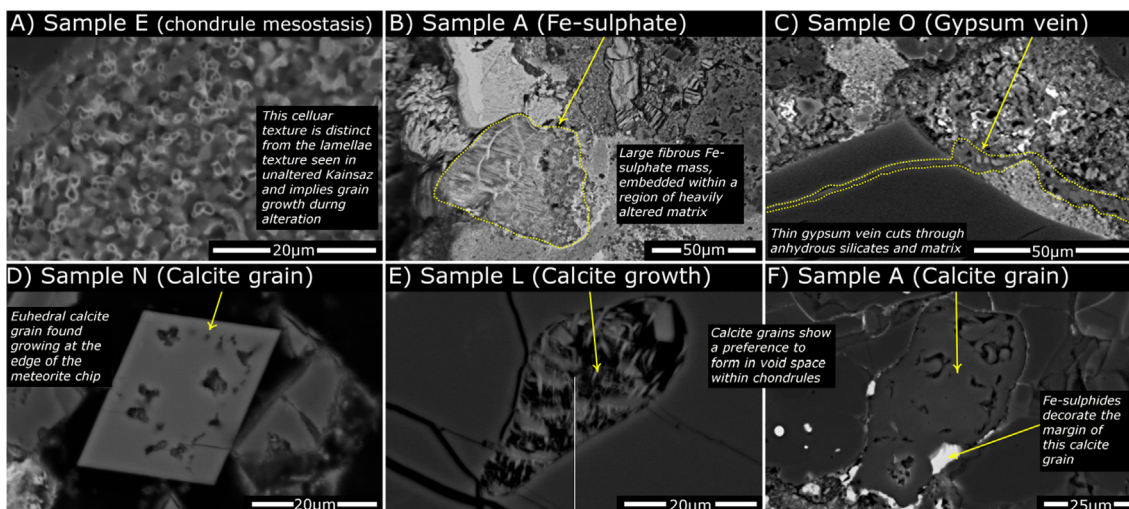 A) Sample E (chondrule mesostasis)
This celluar
texture is distinct
from the lamellae
texture seen in
unaltered Kainsaz
and implies grain
growth durng
alteration
20µm
B) Sample A (Fe-sulphate)
Large fibrous Fe-
sulphate mass,
embedded within a
region of heavily
altered matrix
50µm
C) Sample O (Gypsum vein)
Thin gypsum vein cuts through
anhydrous silicates and matrix
50µm
D) Sample N (Calcite grain)
Euhedral calcite
grain found
growing at the
edge of the
meteorite chip
20µm
E) Sample L (Calcite growth)
Calcite grains show
a preference to
form in void space
within chondrules
20µm
F) Sample A (Calcite grain)
Fe-sulphides
decorate the
margin of
this calcite
grain
25µm